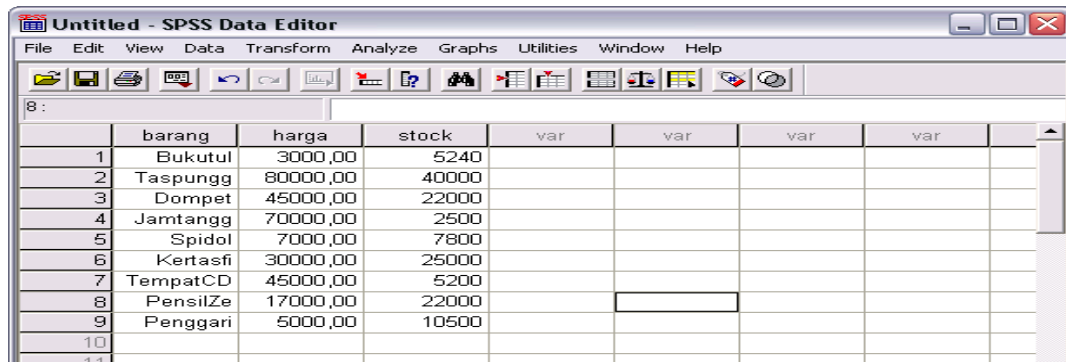 Untitled - SPSS Data Editor
File Edit View Data Transform Analyze Graphs Utilities Window Help
8 :
barang harga stock var var var var
1 Bukutul 3000,00 5240
2 Taspungg 80000,00 40000
3 Dompet 45000,00 22000
4 Jamtangg 70000,00 2500
5 Spidol 7000,00 7800
6 Kertasfi 30000,00 25000
7 TempatCD 45000,00 5200
8 PensilZe 17000,00 22000
9 Penggari 5000,00 10500
10